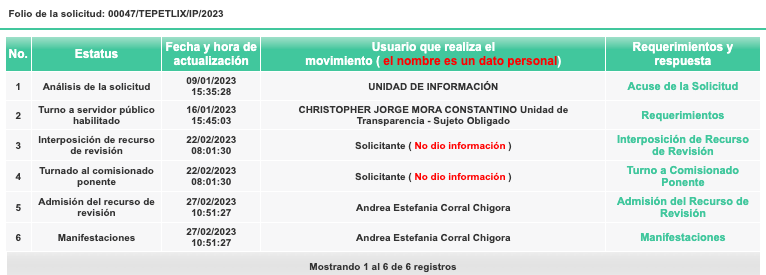 Folio de la solicitud: 00047/TEPETLIX/IP/2023
No. Estatus Fecha y hora de actualización Usuario que realiza el movimiento ( el nombre es un dato personal) Requerimientos y respuesta
1 Análisis de la solicitud 09/01/2023 15:35:28 UNIDAD DE INFORMACIÓN Acuse de la Solicitud
2 Turno a servidor público habilitado 16/01/2023 15:45:03 CHRISTOPHER JORGE MORA CONSTANTINO Unidad de Transparencia - Sujeto Obligado Requerimientos
3 Interposición de recurso de revisión 22/02/2023 08:01:30 Solicitante ( No dio información ) Interposición de Recurso de Revisión
4 Turnado al comisionado ponente 22/02/2023 08:01:30 Solicitante ( No dio información ) Turno a Comisionado Ponente
5 Admisión del recurso de revisión 27/02/2023 10:51:27 Andrea Estefania Corral Chigora Admisión del Recurso de Revisión
6 Manifestaciones 27/02/2023 10:51:27 Andrea Estefania Corral Chigora Manifestaciones
Mostrando 1 al 6 de 6 registros